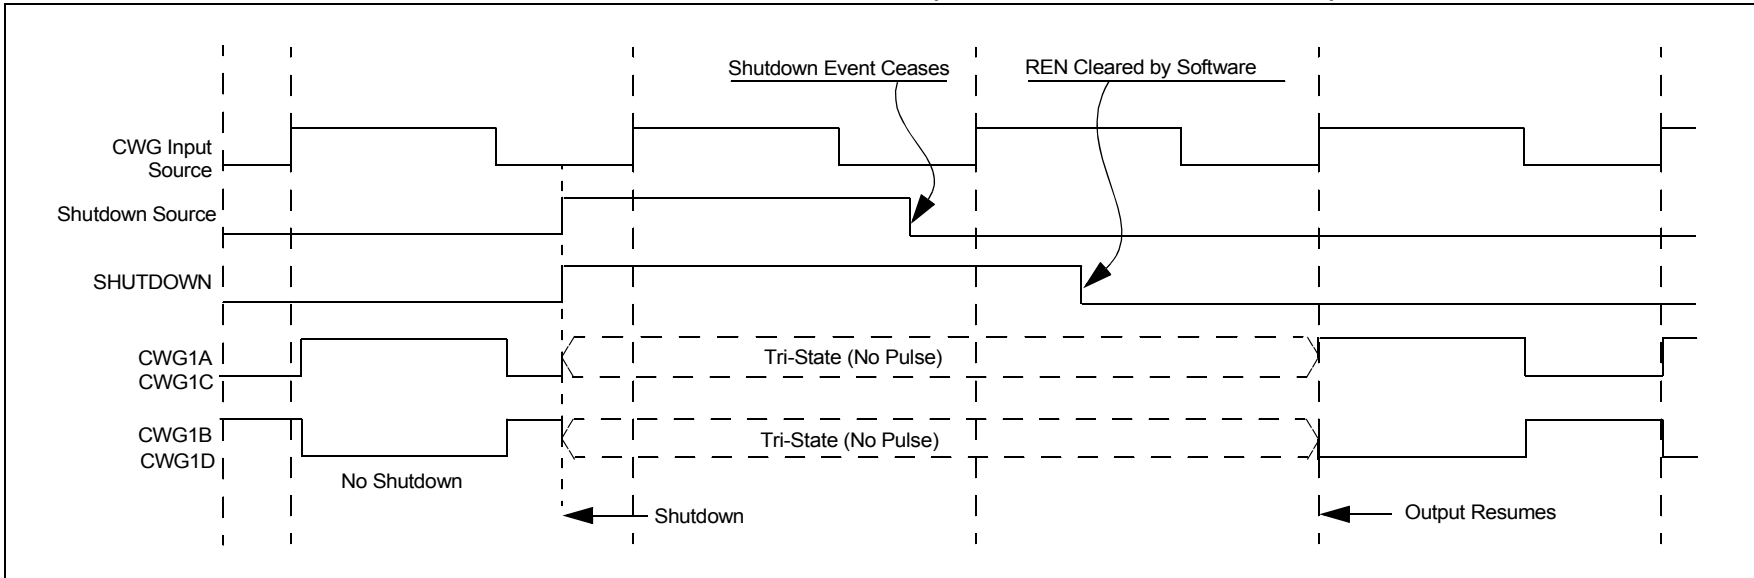 Shutdown Event Ceases
REN Cleared by Software
CWG Input
Source
Shutdown Source
SHUTDOWN
CWG1A
CWG1C
Tri-State (No Pulse)
CWG1B
CWG1D
Tri-State (No Pulse)
No Shutdown
Shutdown
Output Resumes